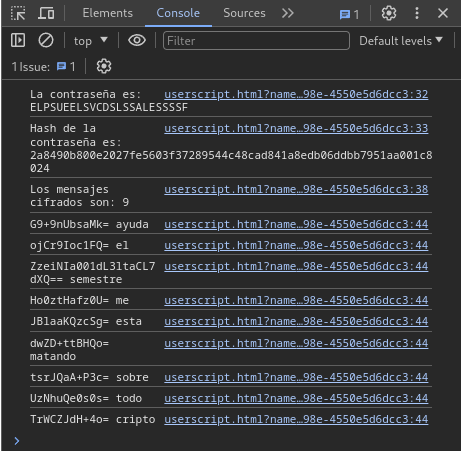 Elements Console Sources 1
top Filter Default levels
1 Issue: 1
La contraseña es: userscript.html?name…98e-4550e5d6dcc3:32
ELPSUEELSVCDSLSSALESSSSF
Hash de la userscript.html?name…98e-4550e5d6dcc3:33
contraseña es:
2a8490b800e2027fe5603f37289544c48cad841a8edb06ddbb7951aa001c8
024
Los mensajes userscript.html?name…98e-4550e5d6dcc3:38
cifrados son: 9
G9+9nUbsaMk= ayuda userscript.html?name…98e-4550e5d6dcc3:44
ojCr9Ioc1FQ= el userscript.html?name…98e-4550e5d6dcc3:44
ZzeiNIa001dL3ltaCL7 userscript.html?name…98e-4550e5d6dcc3:44
dXQ== semestre
Ho0ztHafz0U= me userscript.html?name…98e-4550e5d6dcc3:44
JBlaaKQzcSg= esta userscript.html?name…98e-4550e5d6dcc3:44
dwZD+ttBHQo= userscript.html?name…98e-4550e5d6dcc3:44
matando
tsrJQaA+P3c= sobre userscript.html?name…98e-4550e5d6dcc3:44
UzNhuQe0s0s= todo userscript.html?name…98e-4550e5d6dcc3:44
TrWCZJdH+4o= cripto userscript.html?name…98e-4550e5d6dcc3:44